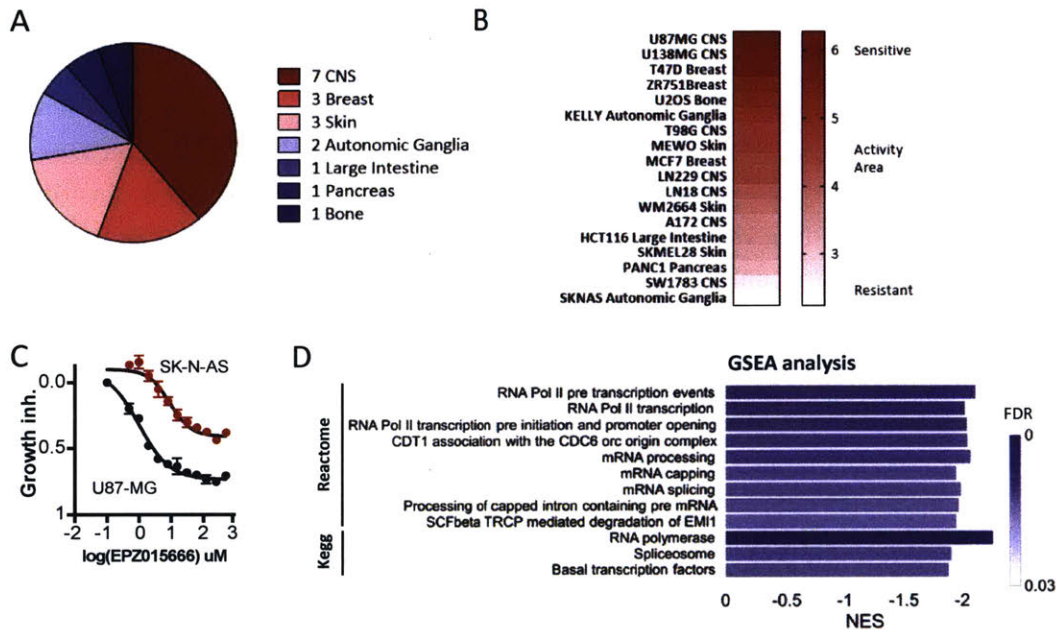 A
7 CNS
3 Breast
3 Skin
2 Autonomic Ganglia
1 Large Intestine
1 Pancreas
1 Bone
B
U87MG CNS
U138MG CNS
T47D Breast
ZR751Breast
U2OS Bone
KELLY Autonomic Ganglia
T98G CNS
MEWO Skin
MCF7 Breast
LN229 CNS
LN18 CNS
WM2664 Skin
A172 CNS
HCT116 Large Intestine
SKMEL28 Skin
PANC1 Pancreas
SW1783 CNS
SKNAS Autonomic Ganglia
6
5
4
3
Sensitive
Activity
Area
Resistant
C
SK-N-AS
U87-MG
Growth inh.
0.0
0.5
1
-2 -1 0 1 2 3
log(EPZ015666) uM
D
GSEA analysis
Reactome
RNA Pol II pre transcription events
RNA Pol II transcription
RNA Pol II transcription pre initiation and promoter opening
CDT1 association with the CDC6 orc origin complex
mRNA processing
mRNA capping
mRNA splicing
Processing of capped intron containing pre mRNA
SCFbeta TRCP mediated degradation of EMI1
Kegg
RNA polymerase
Spliceosome
Basal transcription factors
0 -0.5 -1 -1.5 -2
NES
FDR
0
0.03